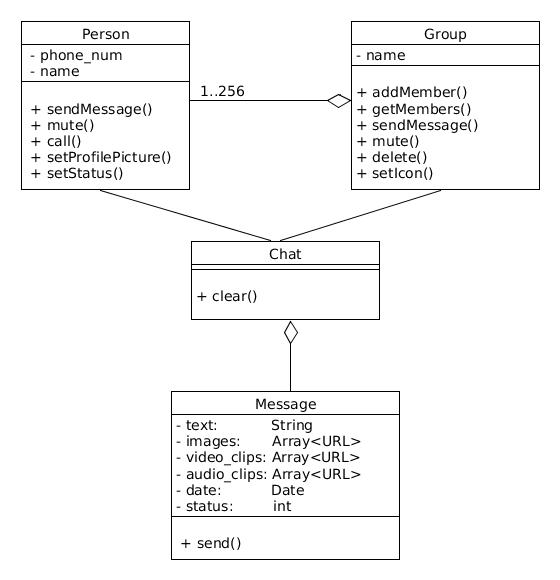 Person
- phone_num
- name
+ sendMessage()
+ mute()
+ call()
+ setProfilePicture()
+ setStatus()
1..256
Group
- name
+ addMember()
+ getMembers()
+ sendMessage()
+ mute()
+ delete()
+ setIcon()
Chat
+ clear()
Message
- text: String
- images: Array<URL>
- video_clips: Array<URL>
- audio_clips: Array<URL>
- date: Date
- status: int
+ send()